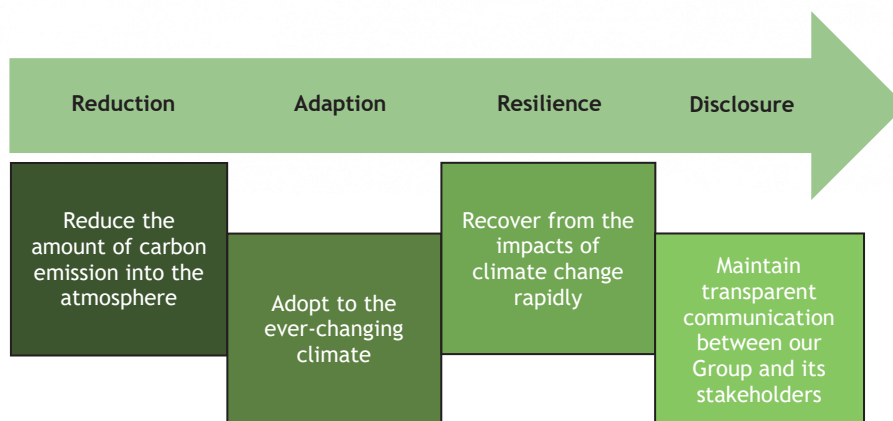 Reduction
Adaption
Resilience
Disclosure
Reduce the
amount of carbon
emission into the
atmosphere
Adopt to the
ever-changing
climate
Recover from the
impacts of
climate change
rapidly
Maintain
transparent
communication
between our
Group and its
stakeholders